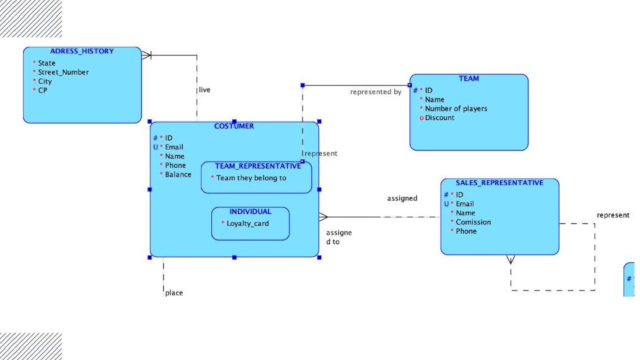 ADRESS_HISTORY
* State
* Street_Number
* City
* CP
live
TEAM
# * ID
* Name
* Number of players
o Discount
represented by
represent
COSTUMER
# * ID
U * Email
* Name
* Phone
* Balance
TEAM_REPRESENTATIVE
* Team they belong to
INDIVIDUAL
* Loyalty_card
assigned
assigne
d to
SALES_REPRESENTATIVE
# * ID
U * Email
* Name
* Comission
* Phone
represent
place
#